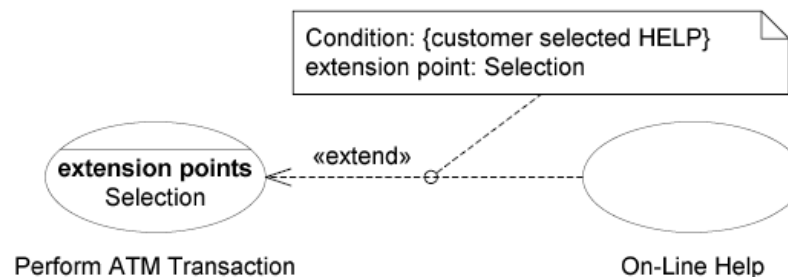 Condition: {customer selected HELP}
extension point: Selection
«extend»
extension points
Selection
Perform ATM Transaction
On-Line Help